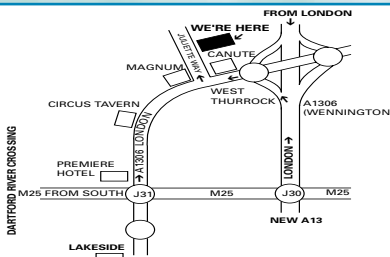 FROM LONDON
WE'RE HERE
JULIETTE WAY
CANUTE
MAGNUM
WEST
THURROCK
CIRCUS TAVERN
A1306
(WENNINGTON
A1306 LONDON
LONDON
DARTFORD RIVER CROSSING
PREMIERE
HOTEL
M25 FROM SOUTH
J31
M25
J30
M25
NEW A13
LAKESIDE